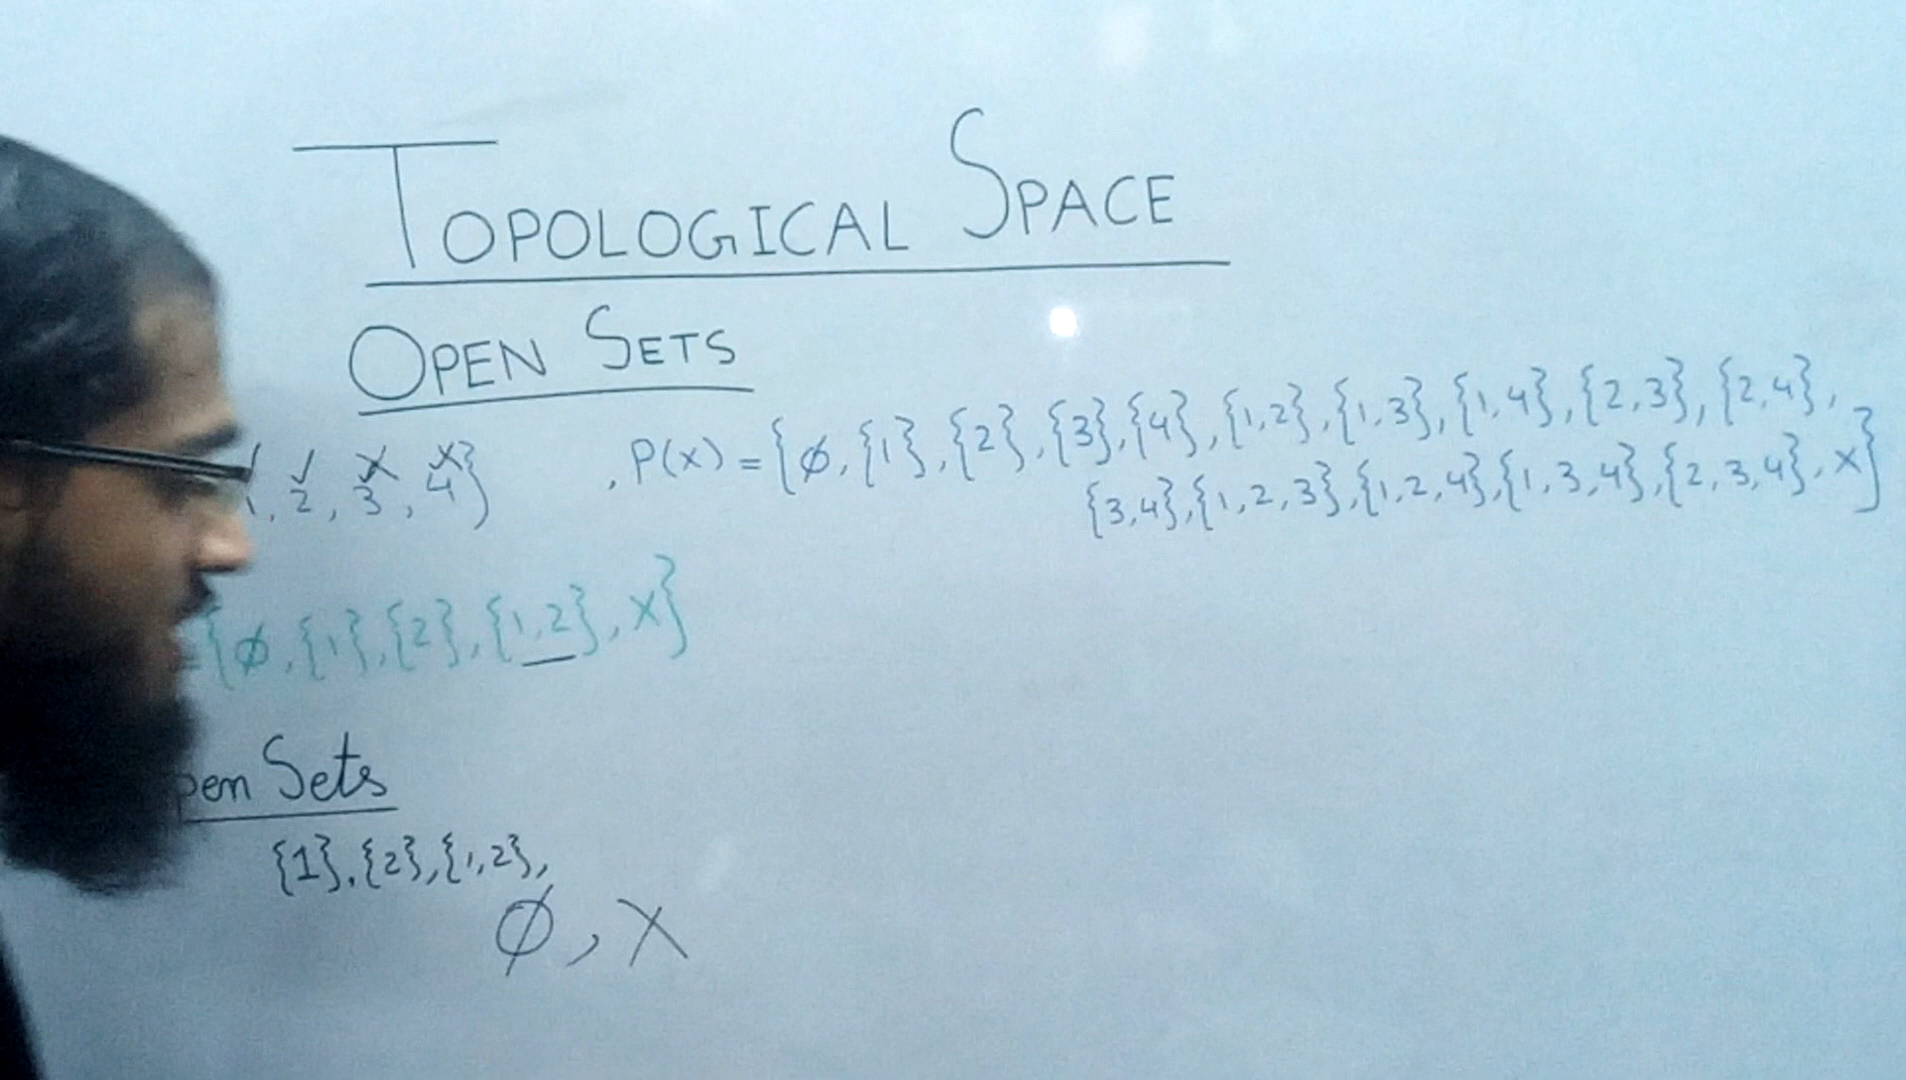 TOPOLOGICAL SPACE
OPEN SETS
, 2, 3, 4}
, P(X) = {φ, {1}, {2}, {3}, {4}, {1,2}, {1,3}, {1,4}, {2,3}, {2,4},
{3,4}, {1,2,3}, {1,2,4}, {1,3,4}, {2,3,4}, X}
{φ, {1}, {2}, {1,2}, X}
pen Sets
{1}, {2}, {1,2},
φ, X